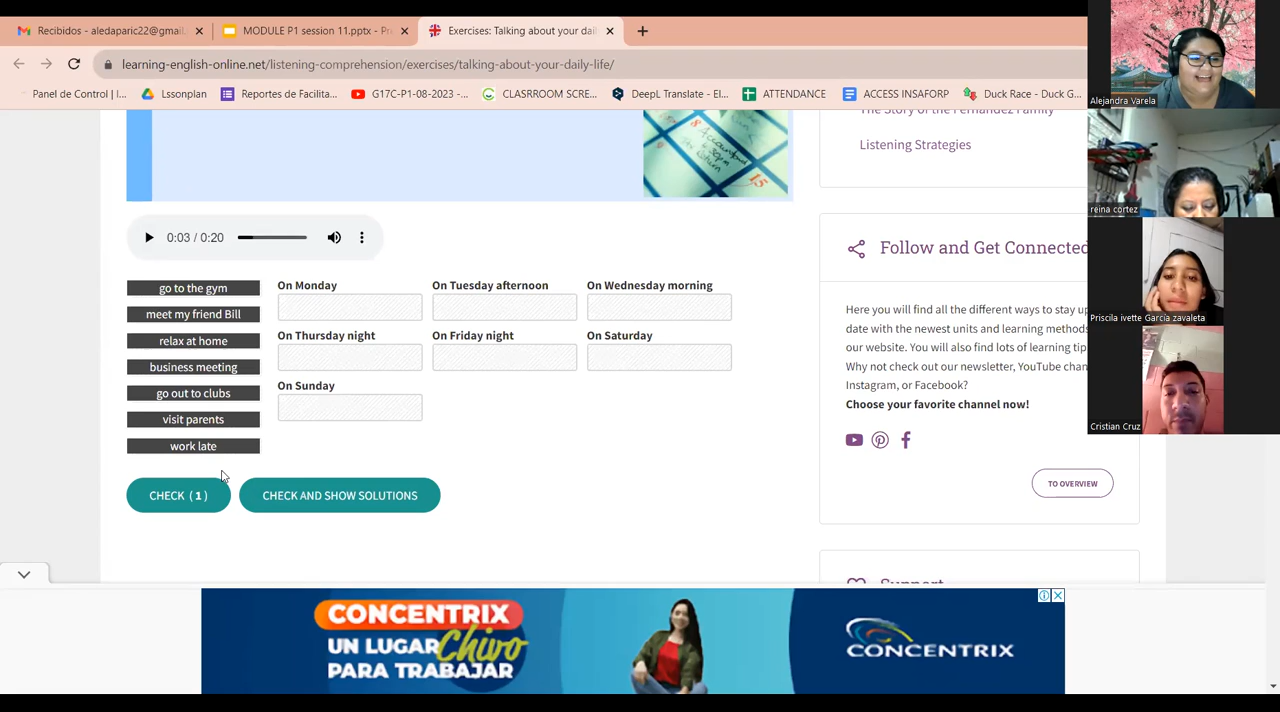 Recibidos - aledaparic22@gmail.
MODULE P1 session 11.pptx - Pr
Exercises: Talking about your dail
learning-english-online.net/listening-comprehension/exercises/talking-about-your-daily-life/
Panel de Control | I...
Lssonplan
Reportes de Facilita...
G17C-P1-08-2023 -...
CLASSROOM SCRE...
DeepL Translate - El...
ATTENDANCE
ACCESS INSAFORP
Duck Race - Duck G...
The Story of the Fernandez Family
Listening Strategies
8
15
0:03 / 0:20
go to the gym
meet my friend Bill
relax at home
business meeting
go out to clubs
visit parents
work late
On Monday
On Tuesday afternoon
On Wednesday morning
On Thursday night
On Friday night
On Saturday
On Sunday
CHECK ( 1 )
CHECK AND SHOW SOLUTIONS
Follow and Get Connected
Here you will find all the different ways to stay up
date with the newest units and learning methods
our website. You will also find lots of learning tip
Why not check out our newsletter, YouTube chan
Instagram, or Facebook?
Choose your favorite channel now!
TO OVERVIEW
Support
CONCENTRIX
UN LUGAR Chivo
PARA TRABAJAR
CONCENTRIX
Alejandra Varela
reina cortez
Priscila ivette Garcia zavaleta
Cristian Cruz